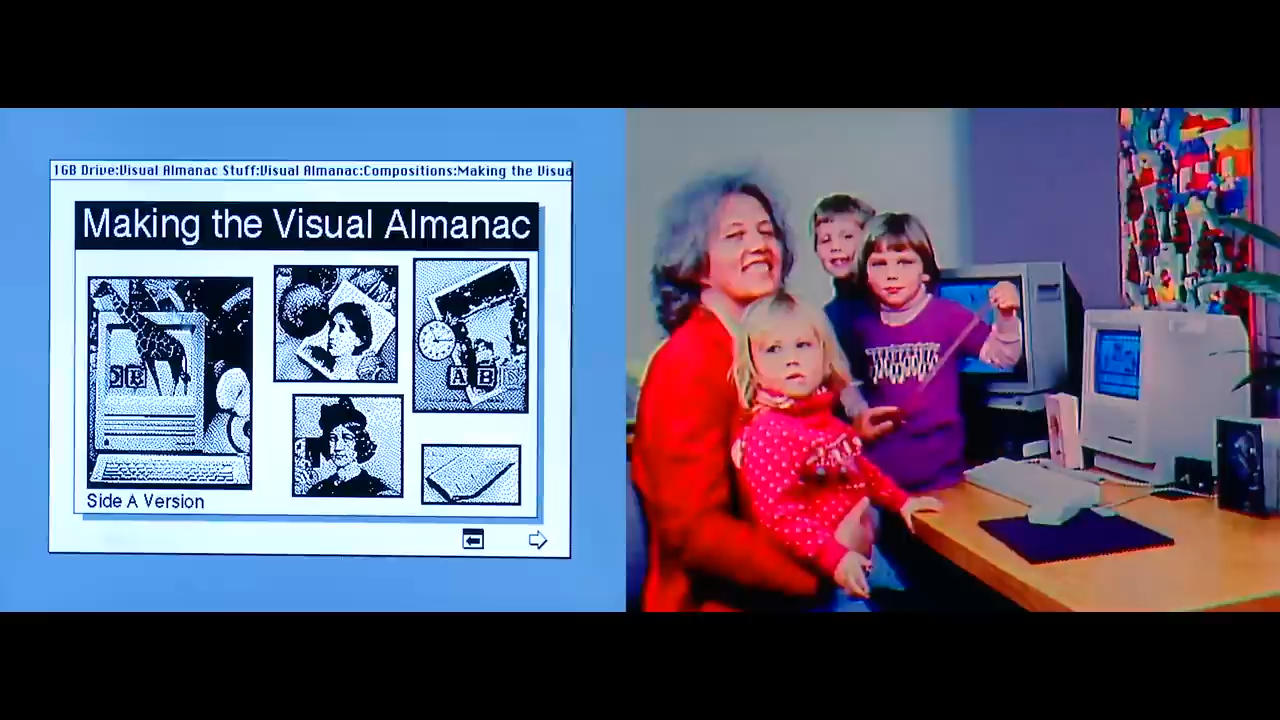 1GB Drive:Visual Almanac Stuff:Visual Almanac:Compositions:Making the Visua
Making the Visual Almanac
A B
Side A Version